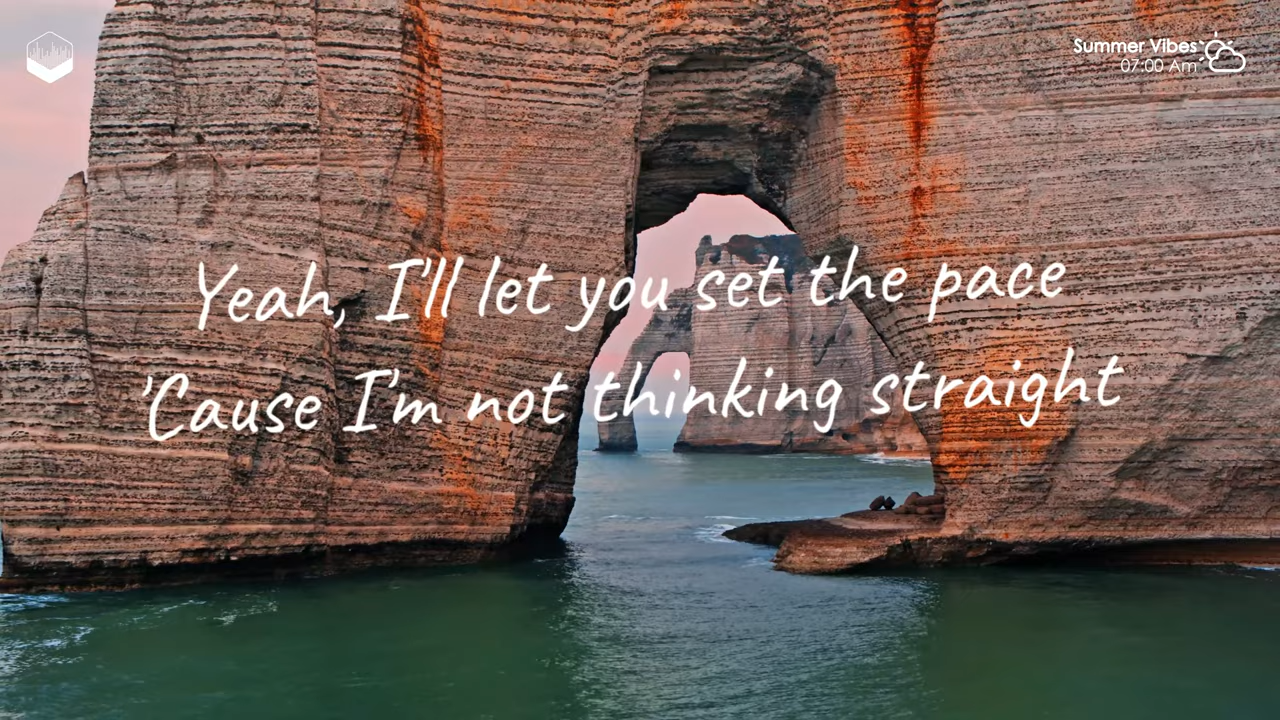 Summer Vibes
07:00 Am
Yeah, I'll let you set the pace
'Cause I'm not thinking straight